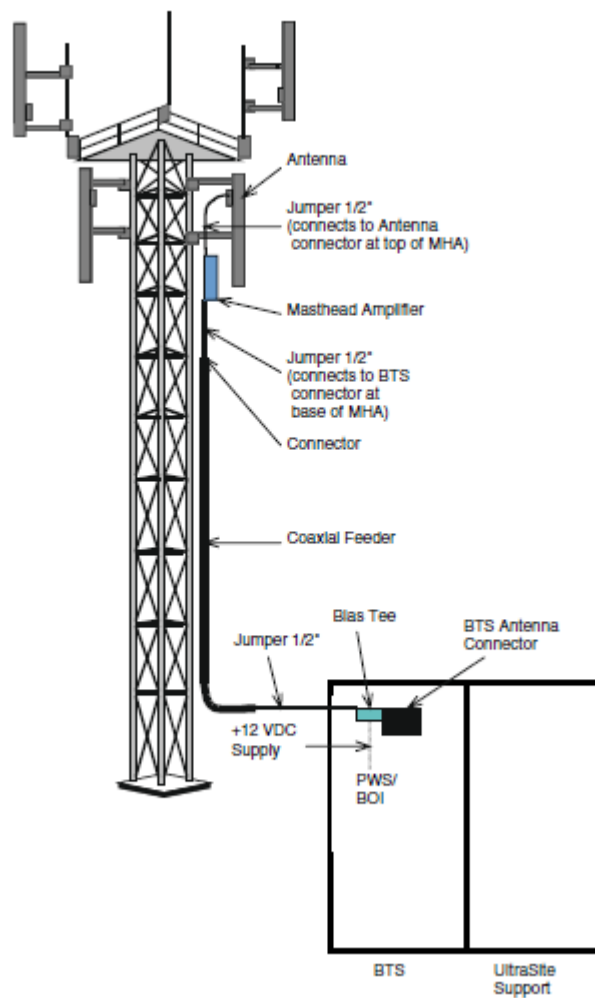 Antenna
Jumper 1/2"
(connects to Antenna
connector at top of MHA)
Masthead Amplifier
Jumper 1/2"
(connects to BTS
connector at
base of MHA)
Connector
Coaxial Feeder
Bias Tee
BTS Antenna
Connector
Jumper 1/2"
+12 VDC
Supply
PWS/
BOI
BTS
UltraSite
Support